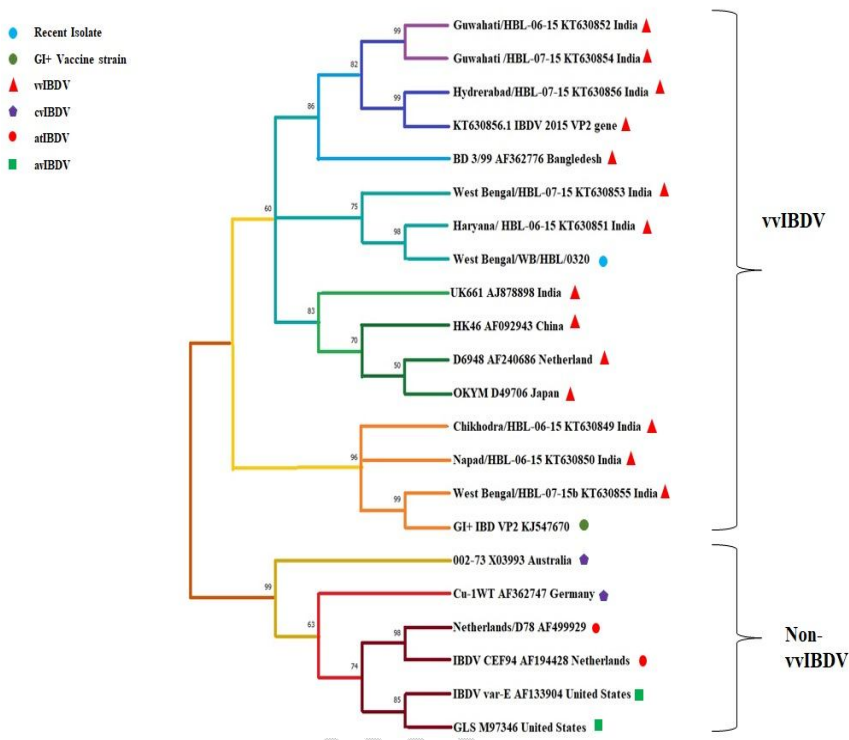 Recent Isolate
GI+ Vaccine strain
vvIBDV
cvIBDV
atIBDV
avIBDV
Guwahati/HBL-06-15 KT630852 India
99
Guwahati /HBL-07-15 KT630854 India
82
Hydrerabad/HBL-07-15 KT630856 India
99
KT630856.1 IBDV 2015 VP2 gene
86
BD 3/99 AF362776 Bangledesh
West Bengal/HBL-07-15 KT630853 India
75
Haryana/ HBL-06-15 KT630851 India
98
West Bengal/WB/HBL/0320
60
vvIBDV
UK661 AJ878898 India
83
HK46 AF092943 China
70
D6948 AF240686 Netherland
50
OKYM D49706 Japan
Chikhodra/HBL-06-15 KT630849 India
96
Napad/HBL-06-15 KT630850 India
West Bengal/HBL-07-15b KT630855 India
99
GI+ IBD VP2 KJ547670
002-73 X03993 Australia
99
Cu-1WT AF362747 Germany
63
Netherlands/D78 AF499929
98
IBDV CEF94 AF194428 Netherlands
74
Non-
vvIBDV
IBDV var-E AF133904 United States
85
GLS M97346 United States